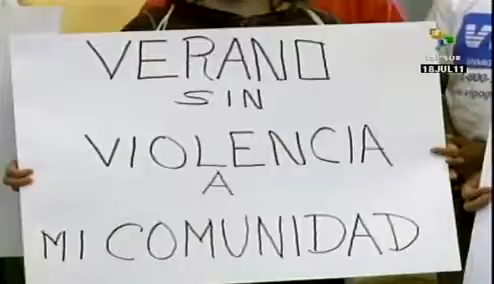 VERANO
SIN
VIOLENCIA
A
MI COMUNIDAD
18JUL11